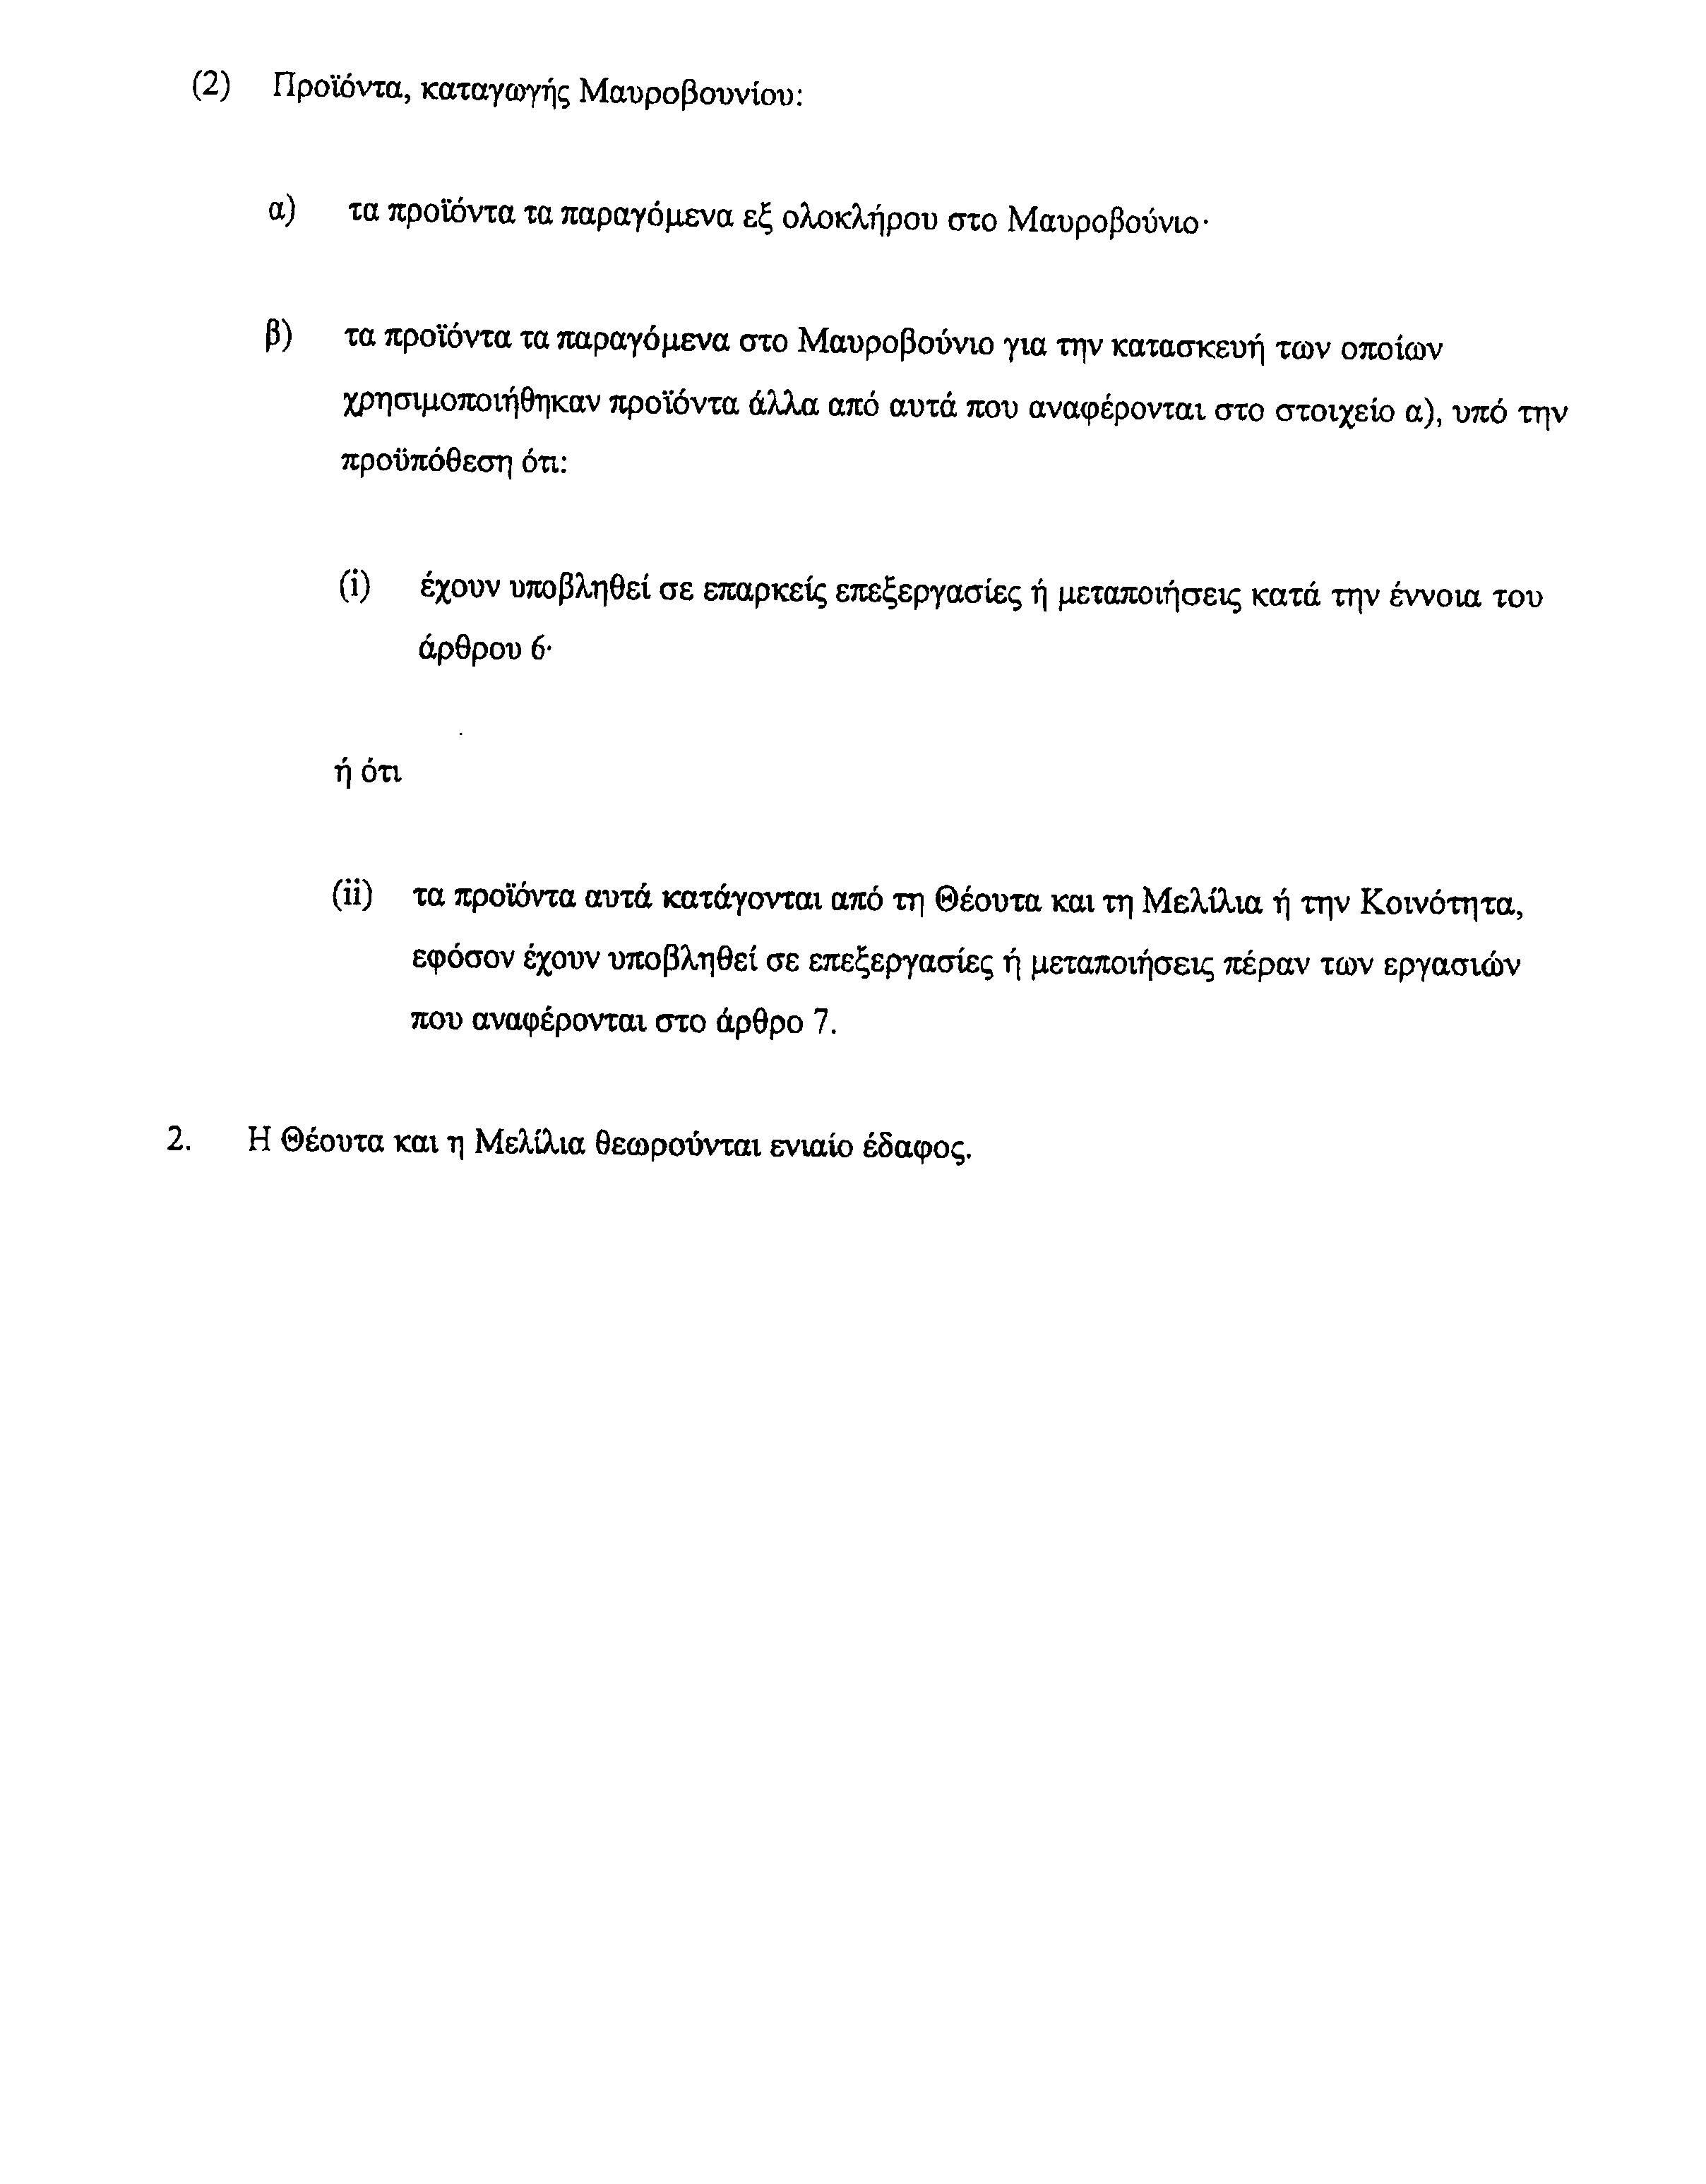 (2) Προϊόντα, καταγωγής Μαυροβουνίου:
α) τα προϊόντα τα παραγόμενα εξ ολοκλήρου στο Μαυροβούνιο·
β) τα προϊόντα τα παραγόμενα στο Μαυροβούνιο για την κατασκευή των οποίων
χρησιμοποιήθηκαν προϊόντα άλλα από αυτά που αναφέρονται στο στοιχείο α), υπό την
προϋπόθεση ότι:
(i) έχουν υποβληθεί σε επαρκείς επεξεργασίες ή μεταποιήσεις κατά την έννοια του
άρθρου 6·
ή ότι
(ii) τα προϊόντα αυτά κατάγονται από τη Θέουτα και τη Μελίλια ή την Κοινότητα,
εφόσον έχουν υποβληθεί σε επεξεργασίες ή μεταποιήσεις πέραν των εργασιών
που αναφέρονται στο άρθρο 7.
2. Η Θέουτα και η Μελίλια θεωρούνται ενιαίο έδαφος.